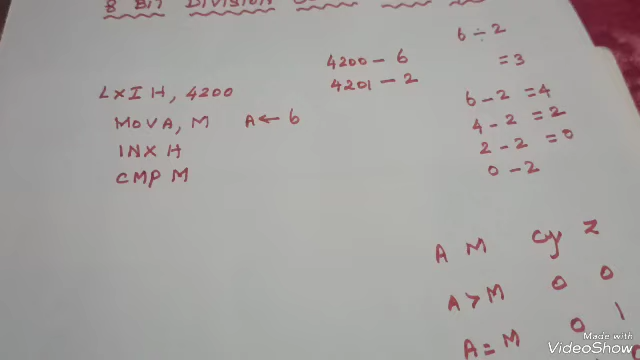 8 BIT DIVISION
6 ÷ 2
4200 - 6
= 3
4201 - 2
LXI H, 4200
6 - 2 = 4
MOV A, M A ← 6
4 - 2 = 2
INX H
2 - 2 = 0
CMP M
0 - 2
A M Cy Z
A > M 0 0
A = M 0 1
Made with
VideoShow